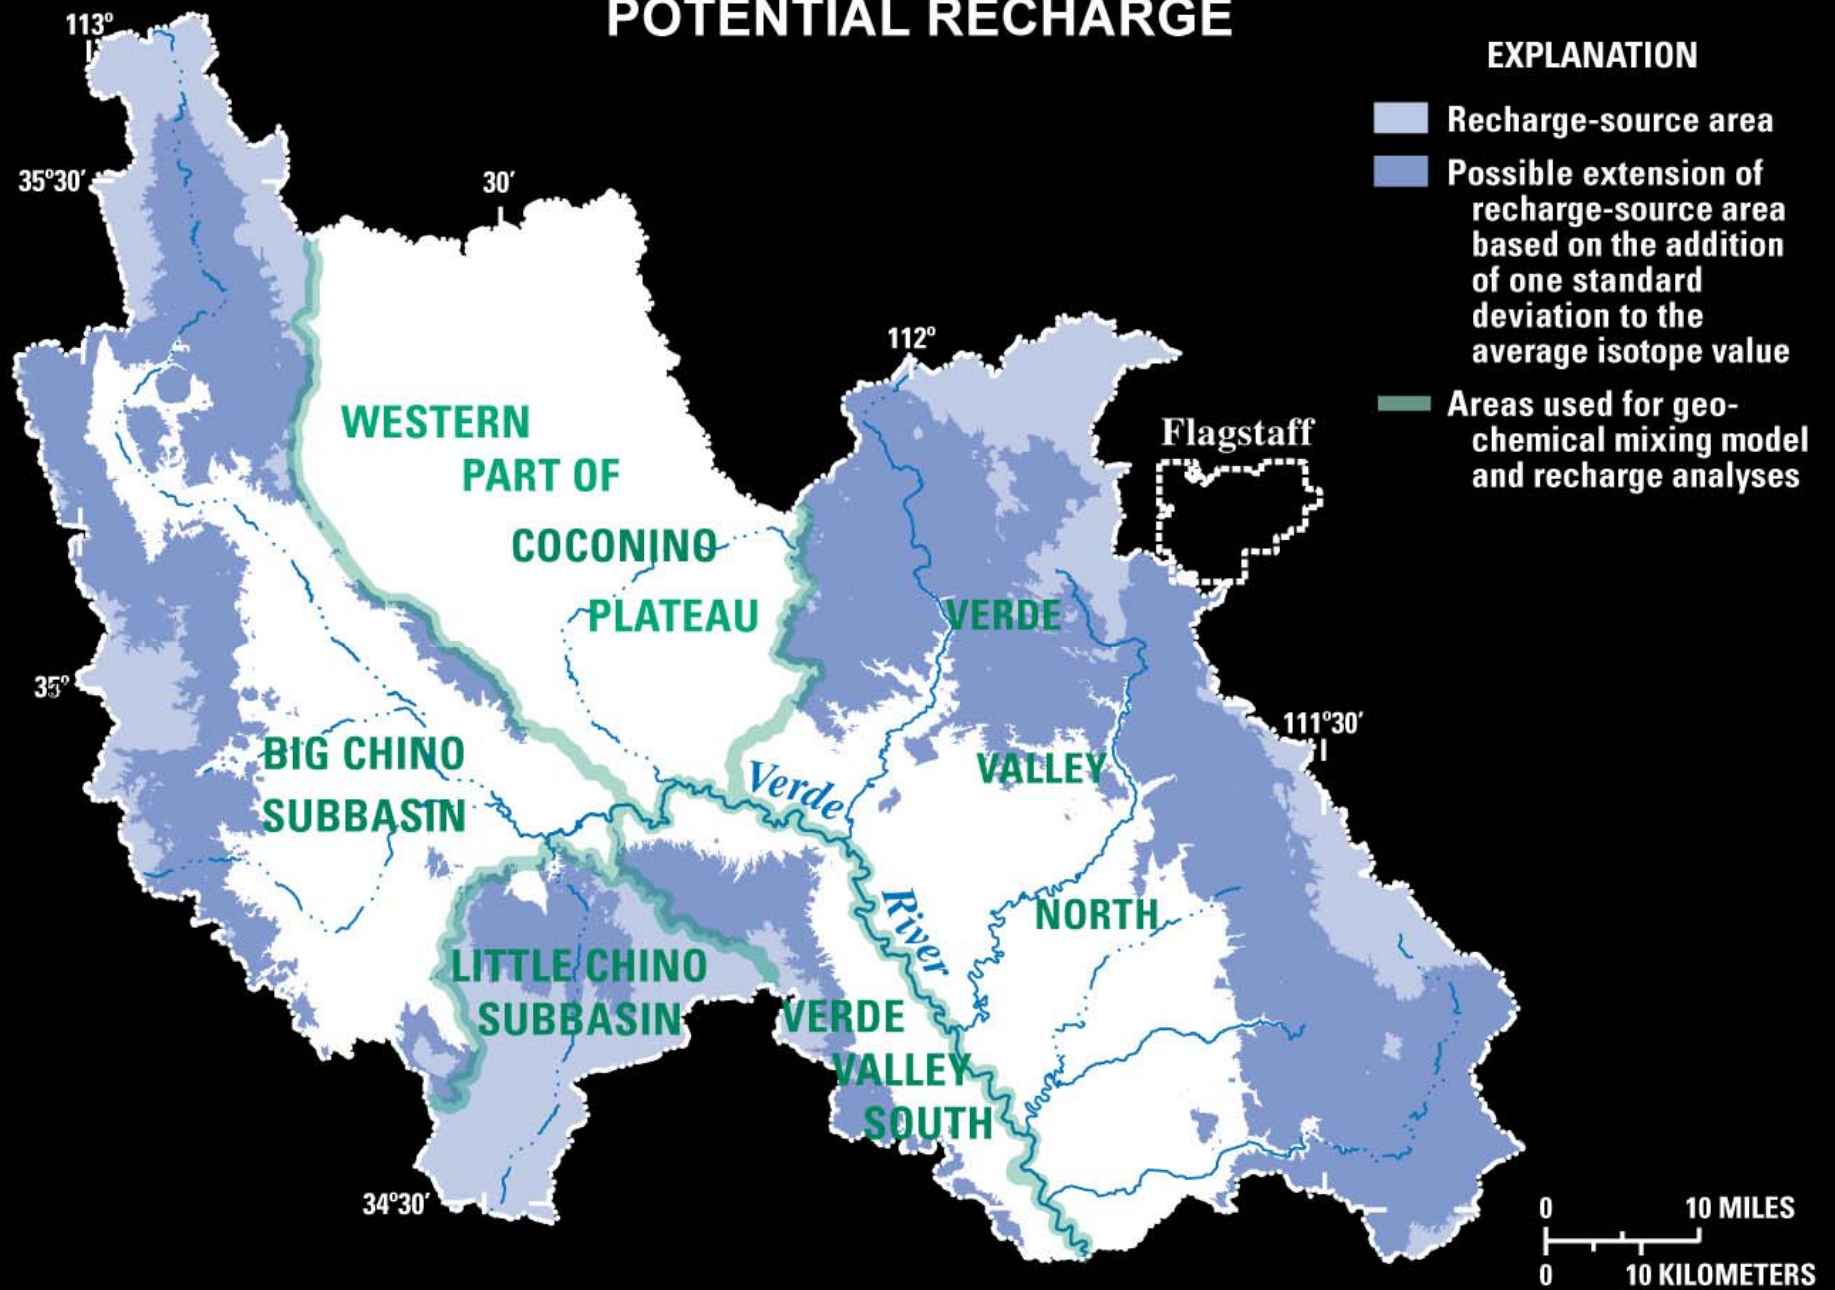 POTENTIAL RECHARGE
113°
EXPLANATION
Recharge-source area
Possible extension of
recharge-source area
based on the addition
of one standard
deviation to the
average isotope value
Areas used for geo-
chemical mixing model
and recharge analyses
35°30′
30′
112°
Flagstaff
WESTERN
PART OF
COCONINO
PLATEAU
VERDE
VALLEY
NORTH
35°
111°30′
BIG CHINO
SUBBASIN
Verde
River
LITTLE CHINO
SUBBASIN
VERDE
VALLEY
SOUTH
34°30′
0 10 MILES
0 10 KILOMETERS